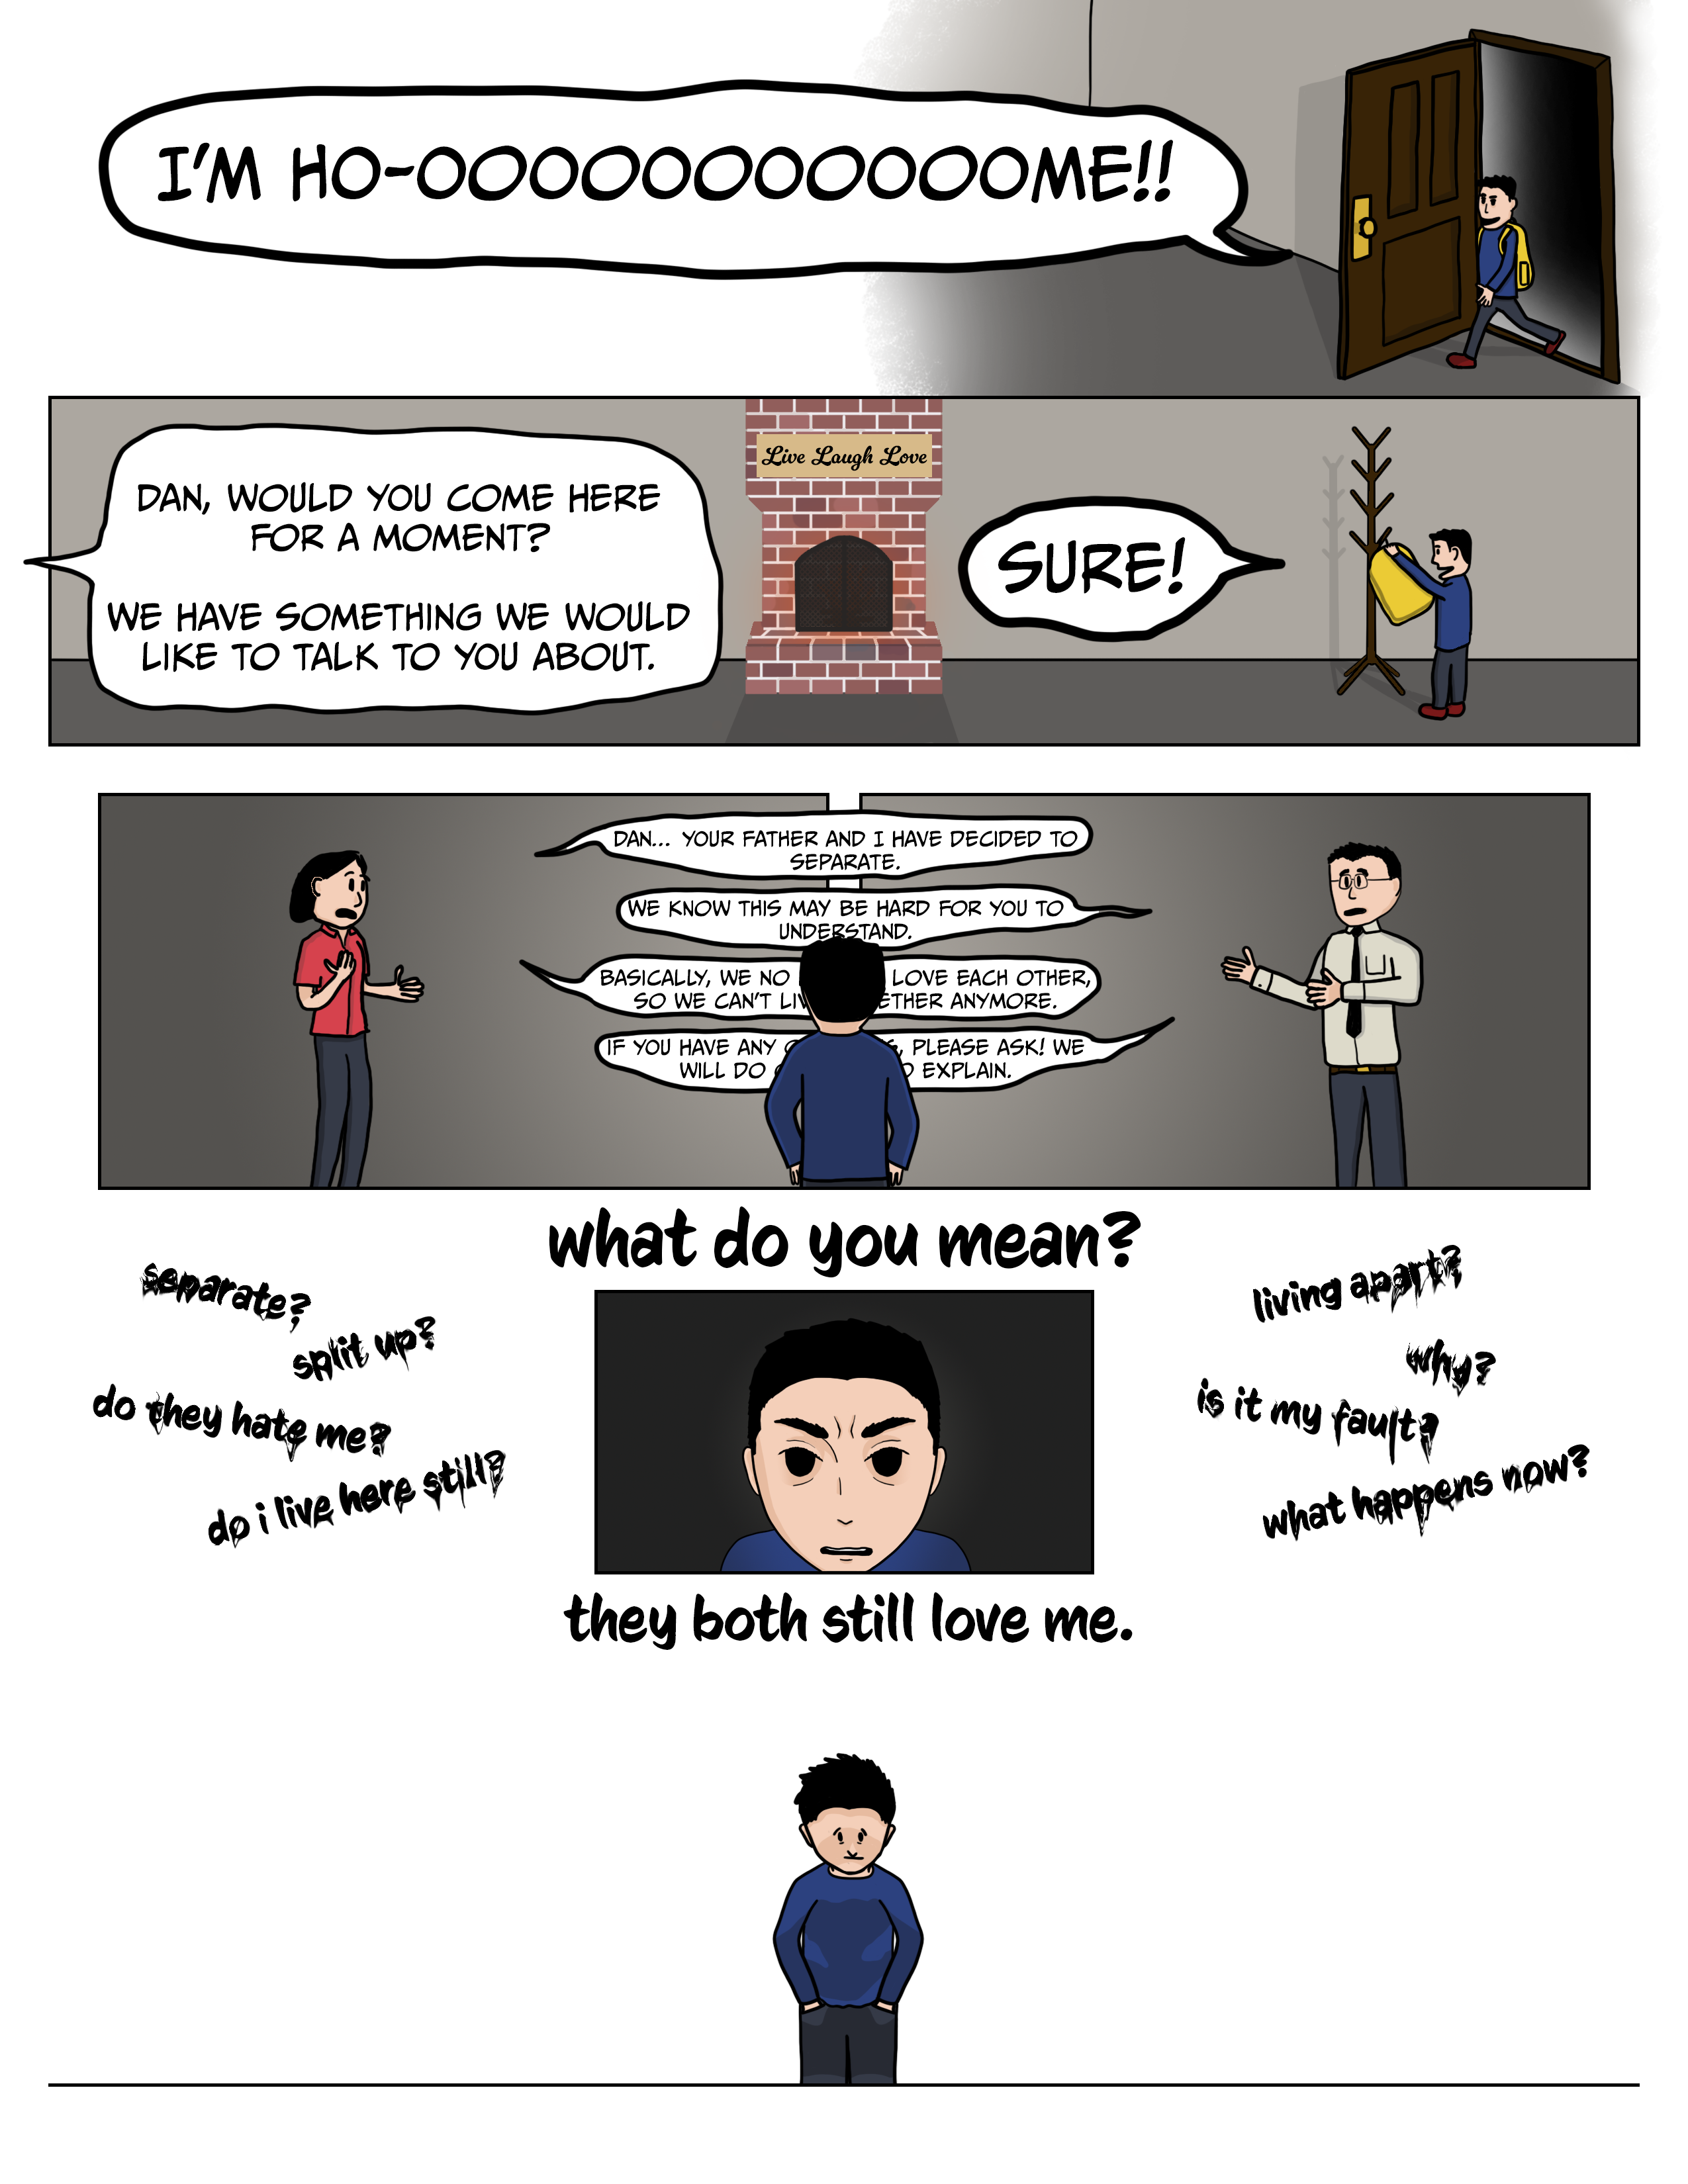 I'M HO-OOOOOOOOOOOOME!!
DAN, WOULD YOU COME HERE
FOR A MOMENT?
WE HAVE SOMETHING WE WOULD
LIKE TO TALK TO YOU ABOUT.
Live Laugh Love
SURE!
DAN... YOUR FATHER AND I HAVE DECIDED TO
SEPARATE.
WE KNOW THIS MAY BE HARD FOR YOU TO
UNDERSTAND.
BASICALLY, WE NO LOVE EACH OTHER,
SO WE CAN'T ANYMORE.
IF YOU HAVE ANY PLEASE ASK! WE
WILL DO EXPLAIN.
what do you mean?
separate?
split up?
do they hate me?
do i live here still?
living apart?
why?
is it my fault?
what happens now?
they both still love me.